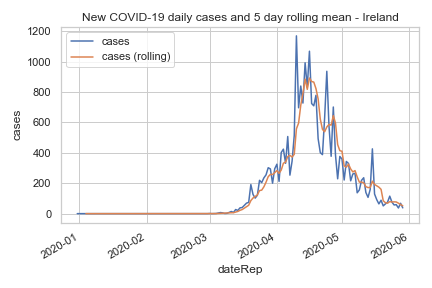 New COVID-19 daily cases and 5 day rolling mean - Ireland
cases
cases (rolling)
1200
1000
800
600
400
200
0
cases
2020-01
2020-02
2020-03
2020-04
2020-05
2020-06
dateRep